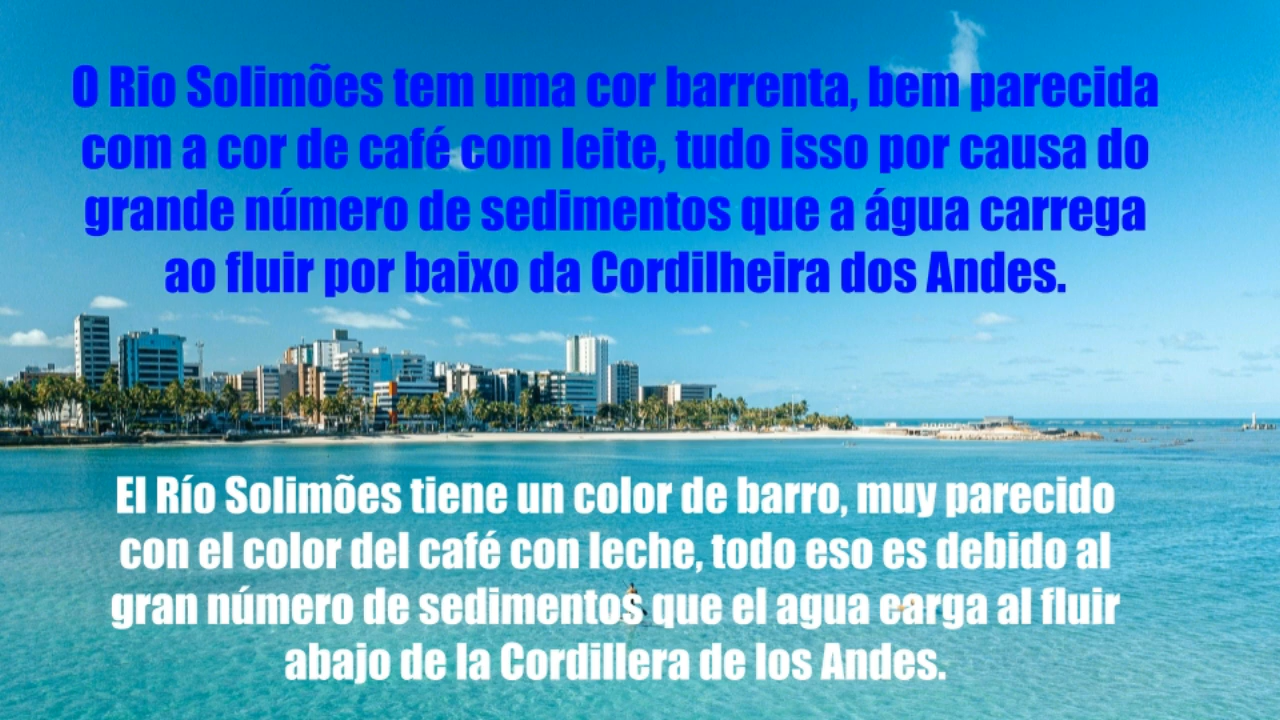 O Rio Solimões tem uma cor barrenta, bem parecida
com a cor de café com leite, tudo isso por causa do
grande número de sedimentos que a água carrega
ao fluir por baixo da Cordilheira dos Andes.
El Río Solimões tiene un color de barro, muy parecido
con el color del café con leche, todo eso es debido al
gran número de sedimentos que el agua carga al fluir
abajo de la Cordillera de los Andes.